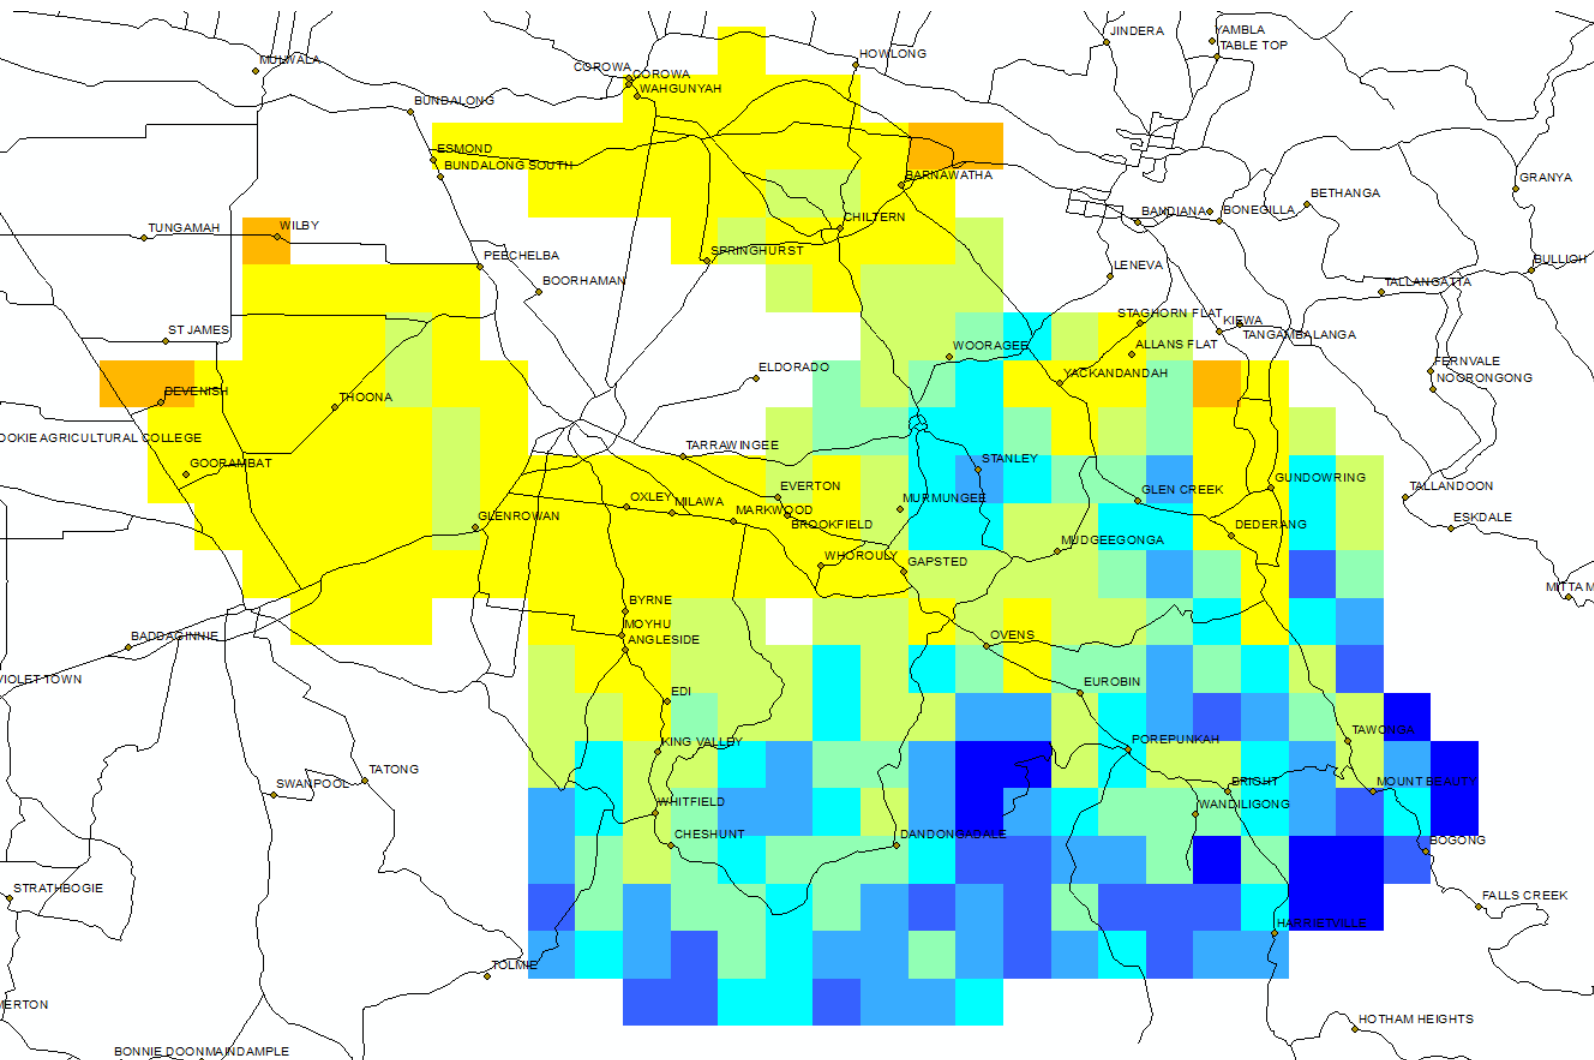 JINDERA
YAMBLA
TABLE TOP
HOWLONG
MULWALA
COROWA
COROWA
WAHGUNYAH
BUNDALONG
ESMOND
BUNDALONG SOUTH
BARNAWATHA
GRANYA
BETHANGA
BANDIANA
BONEGILLA
CHILTERN
TUNGAMAH
WILBY
SPRINGHURST
PEECHELBA
LENEVA
BULLIOH
BOORHAMAN
TALLANGATTA
STAGHORN FLAT
KIEWA
TANGAMBALANGA
ST JAMES
WOORAGEE
ALLANS FLAT
ELDORADO
YACKANDANDAH
FERNVALE
NOORONGONG
DEVENISH
THOONA
OOKIE AGRICULTURAL COLLEGE
TARRAWINGEE
GOORAMBAT
STANLEY
GUNDOWRING
EVERTON
TALLANDOON
OXLEY
MILAWA
MURMUNGEE
GLEN CREEK
MARKWOOD
GLENROWAN
BROOKFIELD
DEDERANG
ESKDALE
MUDGEEGONGA
WHOROULY
GAPSTED
MITTA M
BYRNE
MOYHU
BADDAGINNIE
ANGLESIDE
OVENS
VIOLET TOWN
EUROBIN
EDI
TAWONGA
KING VALLEY
POREPUNKAH
TATONG
SWANPOOL
BRIGHT
MOUNT BEAUTY
WHITFIELD
WANDILIGONG
CHESHUNT
DANDONGADALE
BOGONG
STRATHBOGIE
FALLS CREEK
HARRIETVILLE
TOLMIE
MERTON
HOTHAM HEIGHTS
BONNIE DOON
MAINDAMPLE